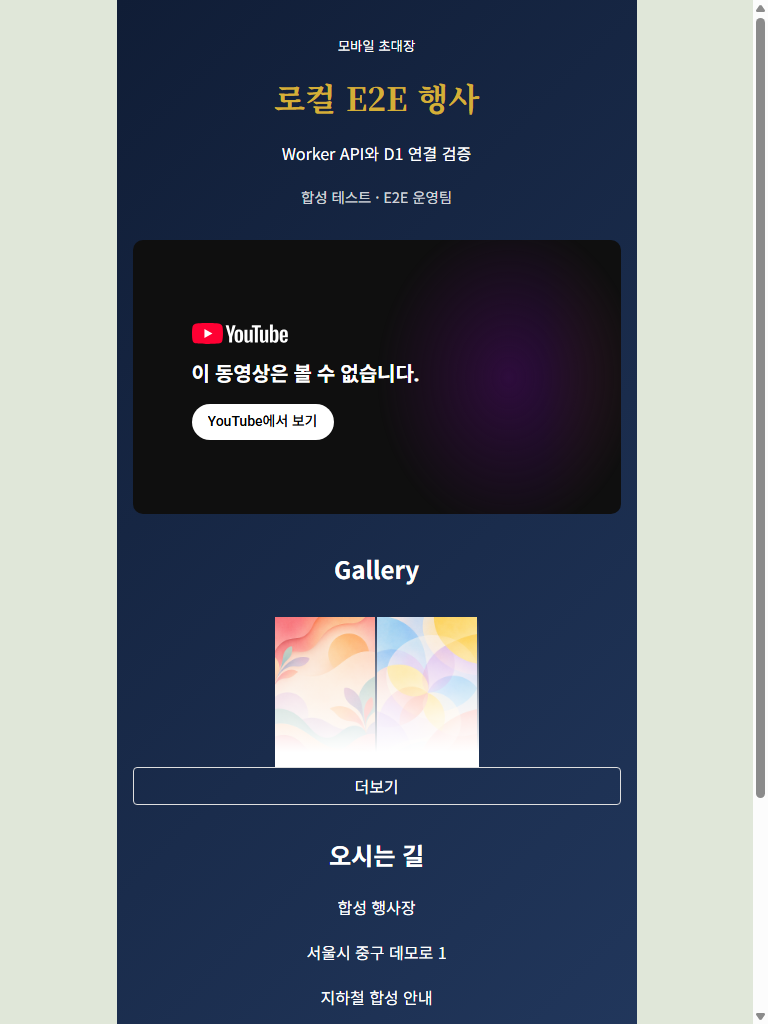 모바일 초대장
로컬 E2E 행사
Worker API와 D1 연결 검증
합성 테스트 · E2E 운영팀
YouTube
이 동영상은 볼 수 없습니다.
YouTube에서 보기
Gallery
더보기
오시는 길
합성 행사장
서울시 중구 데모로 1
지하철 합성 안내